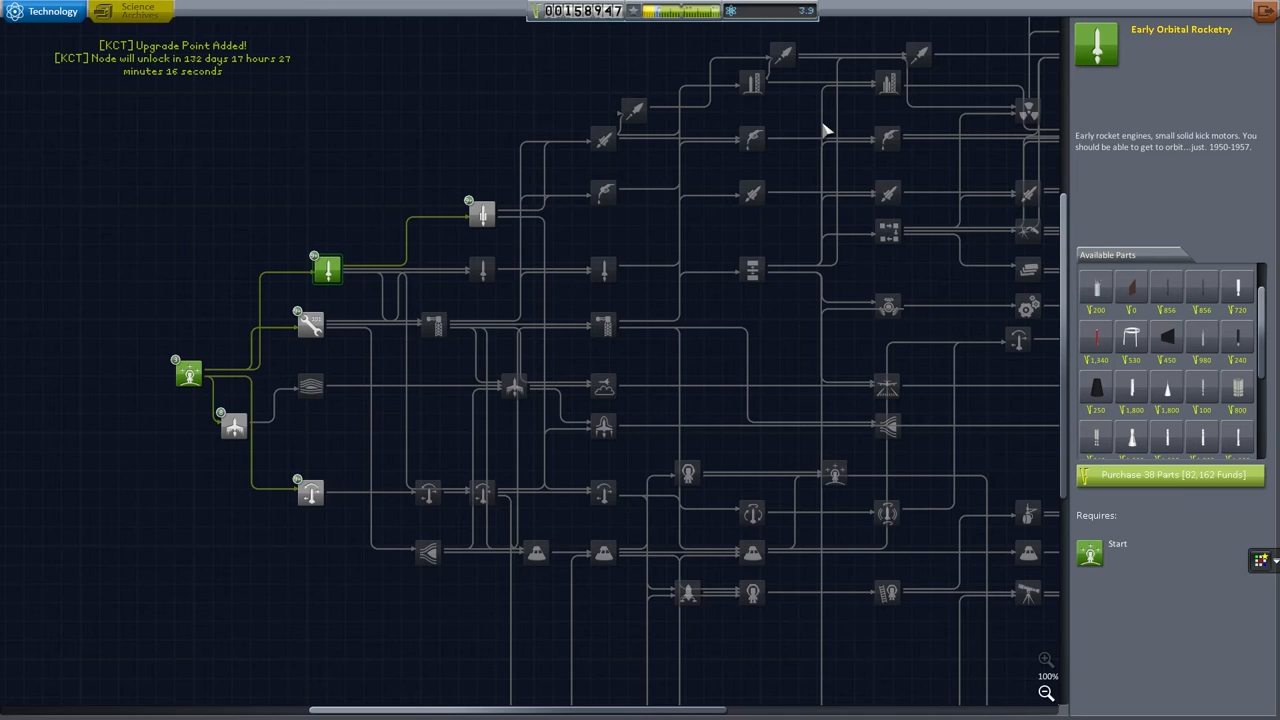 Technology
Science
Archives
00158947
3.9
[KCT] Upgrade Point Added!
[KCT] Node will unlock in 132 days 17 hours 27
minutes 16 seconds
Early Orbital Rocketry
Early rocket engines, small solid kick motors. You
should be able to get to orbit...just. 1950-1957.
Available Parts
200 0 856 856 720
1,340 530 450 980 240
250 1,800 1,800 100 800
Purchase 38 Parts [82,162 Funds]
Requires:
Start
100%